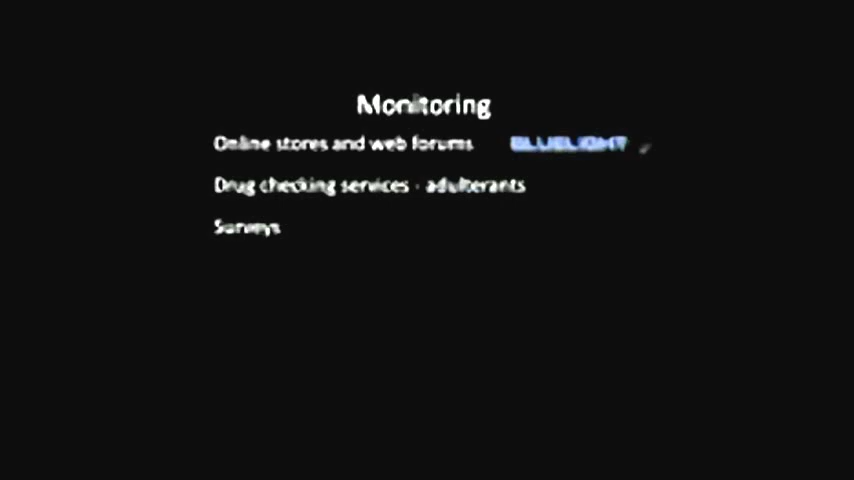 Monitoring
Online stores and web forums BLUELIGHT
Drug checking services - adulterants
Surveys